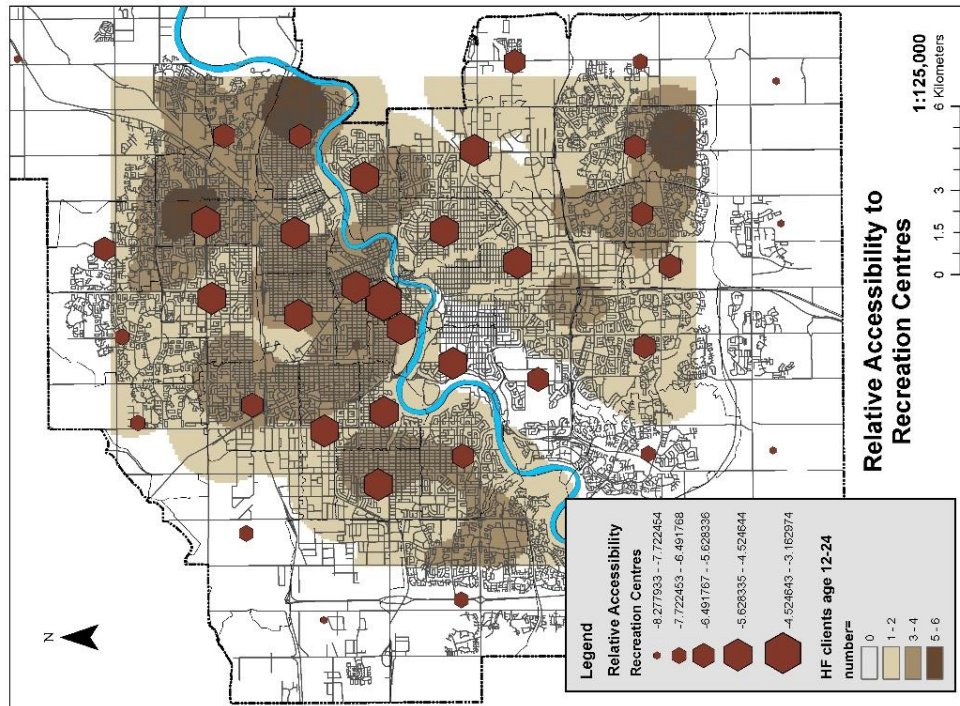 N
Legend
Relative Accessibility
Recreation Centres
-8.277933 - -7.722454
-7.722453 - -6.491768
-6.491767 - -5.628336
-5.628335 - -4.524644
-4.524643 - -3.162974
HF clients age 12-24
number=
0
1 - 2
3 - 4
5 - 6
Relative Accessibility to
Recreation Centres
1:125,000
0 1.5 3 6 Kilometers